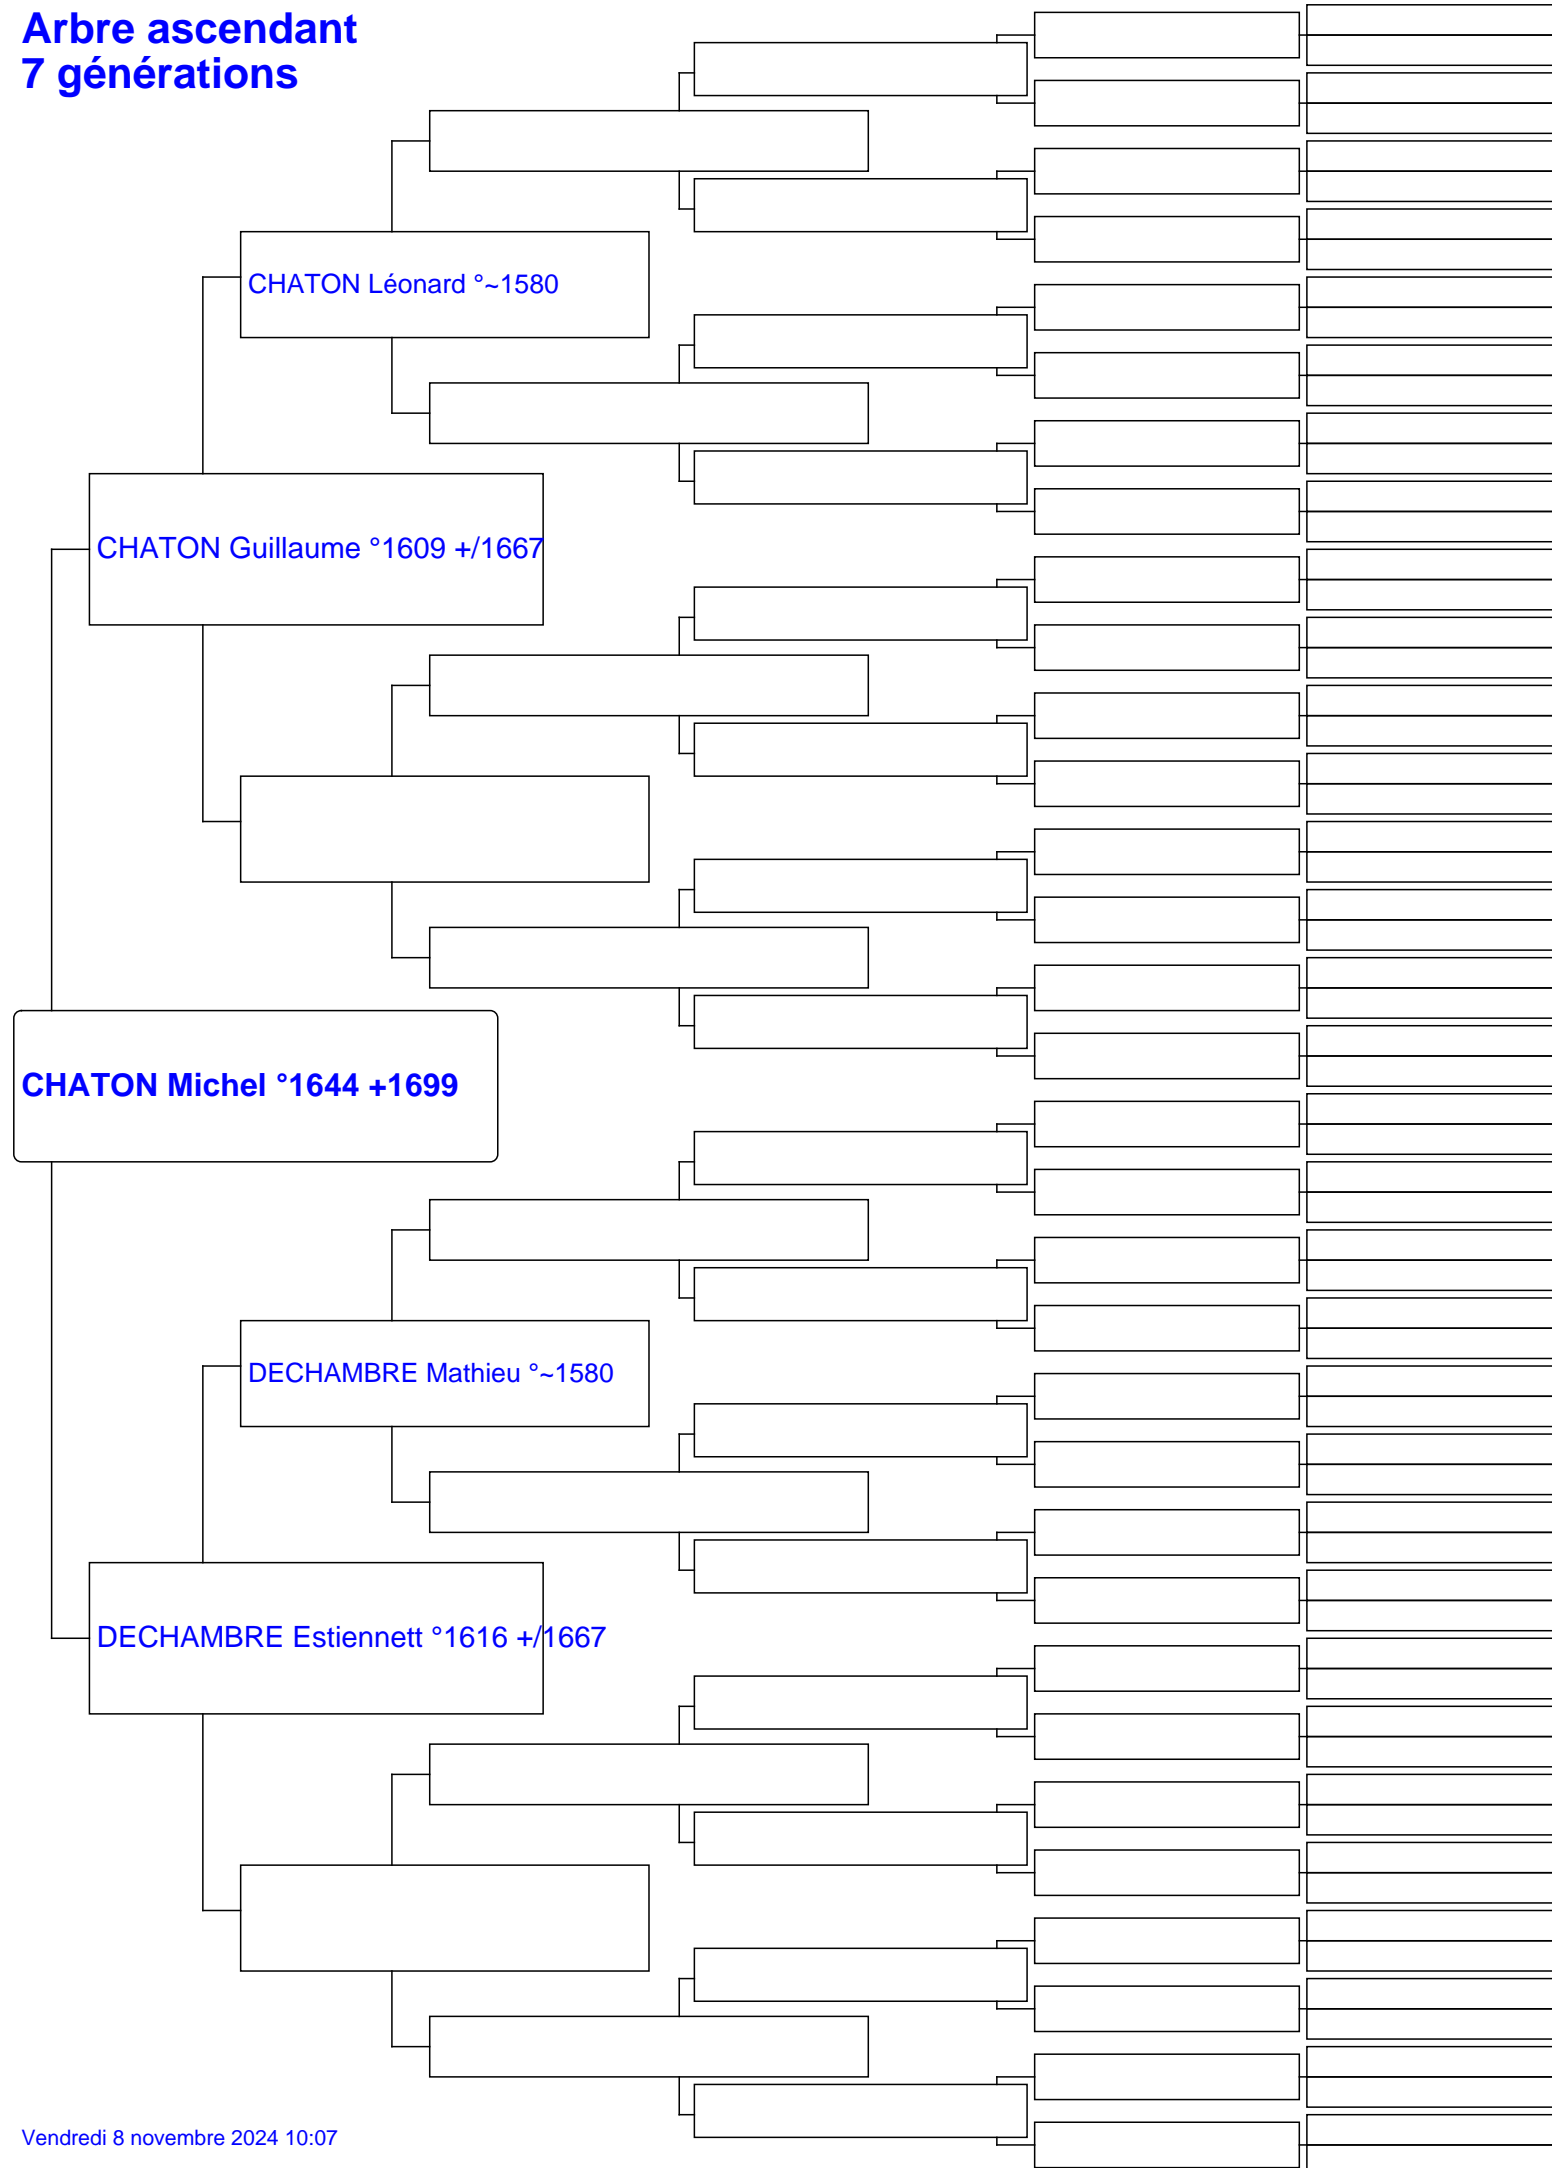 Arbre ascendant
7 générations
CHATON Léonard °~1580
CHATON Guillaume °1609 +/1667
CHATON Michel °1644 +1699
DECHAMBRE Mathieu °~1580
DECHAMBRE Estiennett °1616 +/1667
Vendredi 8 novembre 2024 10:07